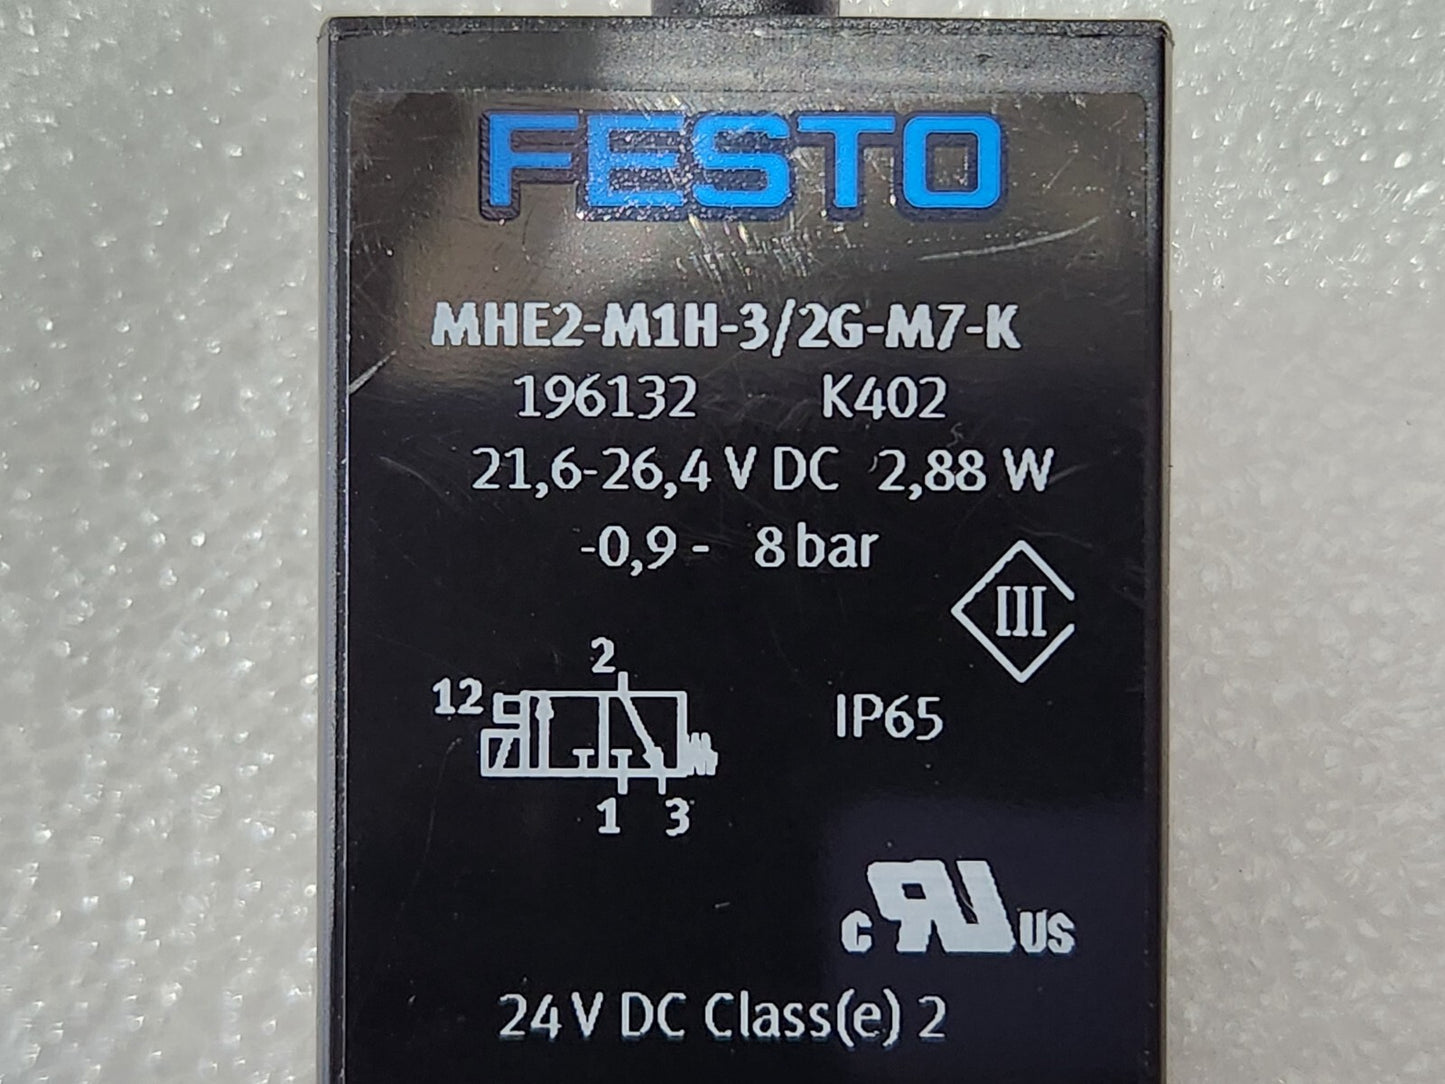 FESTO
MHE2-M1H-3/2G-M7-K
196132 K402
21,6-26,4 V DC 2,88 W
-0,9 - 8 bar
III
2
12
IP65
1 3
c RU US
24 V DC Class(e) 2